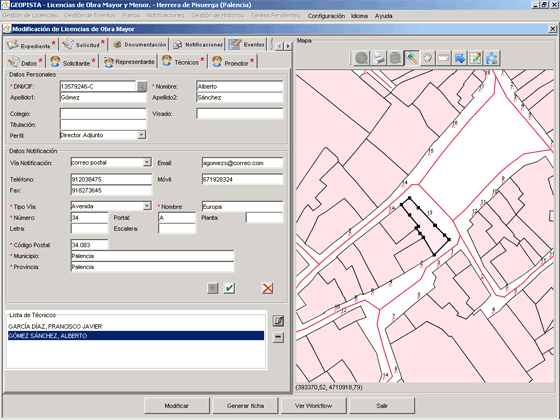 GEOPISTA - Licencias de Obra Mayor y Menor. - Herrera de Pisuerga (Palencia)
Gestión de Licencias Gestión de Eventos Planos Notificaciones Gestión de Histórico Tareas Pendientes Configuración Idioma Ayuda
Modificación de Licencias de Obra Mayor
Expediente * Solicitud * Documentación Notificaciones Eventos
Datos * Solicitante * Representante Técnicos * Promotor *
Datos Personales
* DNI/CIF: 13579246-C * Nombre: Alberto
* Apellido1: Gómez Apellido2: Sánchez
Colegio: Visado:
Titulación:
Perfil: Director Adjunto
Datos Notificación
Vía Notificación: correo postal Email: agomezs@correo.com
Teléfono: 912038475 Móvil: 671928324
Fax: 918273645
* Tipo Vía: Avenida * Nombre: Europa
* Número: 34 Portal: A Planta:
Letra: Escalera:
* Código Postal: 34.083
* Municipio: Palencia
* Provincia: Palencia
Lista de Técnicos
GARCÍA DÍAZ, FRANCISCO JAVIER
GÓMEZ SÁNCHEZ, ALBERTO
Mapa
(393370,52, 4710918,79)
Modificar Generar ficha Ver Workflow Salir